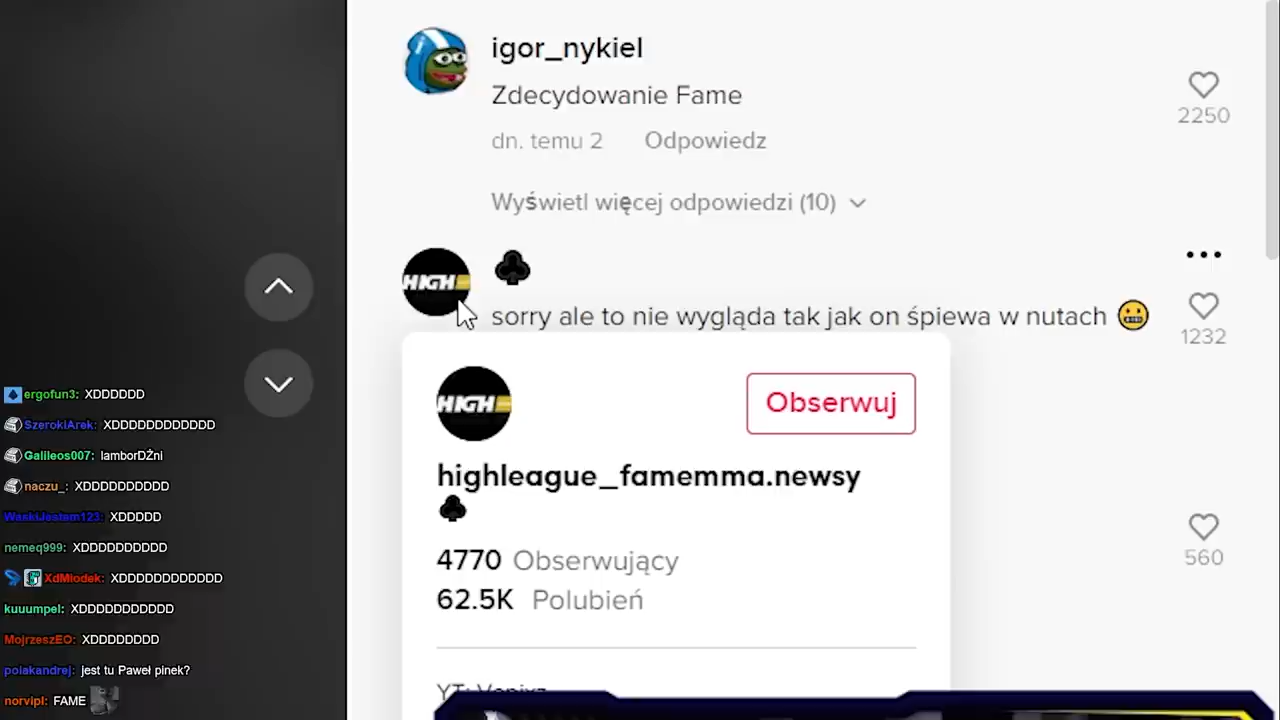 igor_nykiel
Zdecydowanie Fame
2250
dn. temu 2 Odpowiedz
Wyświetl więcej odpowiedzi (10)
HIGH
sorry ale to nie wygląda tak jak on śpiewa w nutach 😬
1232
HIGH
Obserwuj
highleague_famemma.newsy
♣
4770 Obserwujący
62.5K Polubień
560
ergofun3: XDDDDDD
SzerokiArek: XDDDDDDDDDDDD
Galileos007: lamborDŻni
naczu_: XDDDDDDDDDD
WaskiJestem123: XDDDDD
nemeq999: XDDDDDDDDDD
XdMlodek: XDDDDDDDDDDDD
kuuumpel: XDDDDDDDDDDD
MojrzeszEO: XDDDDDDDD
polakandrej: jest tu Paweł pinek?
norvipl: FAME